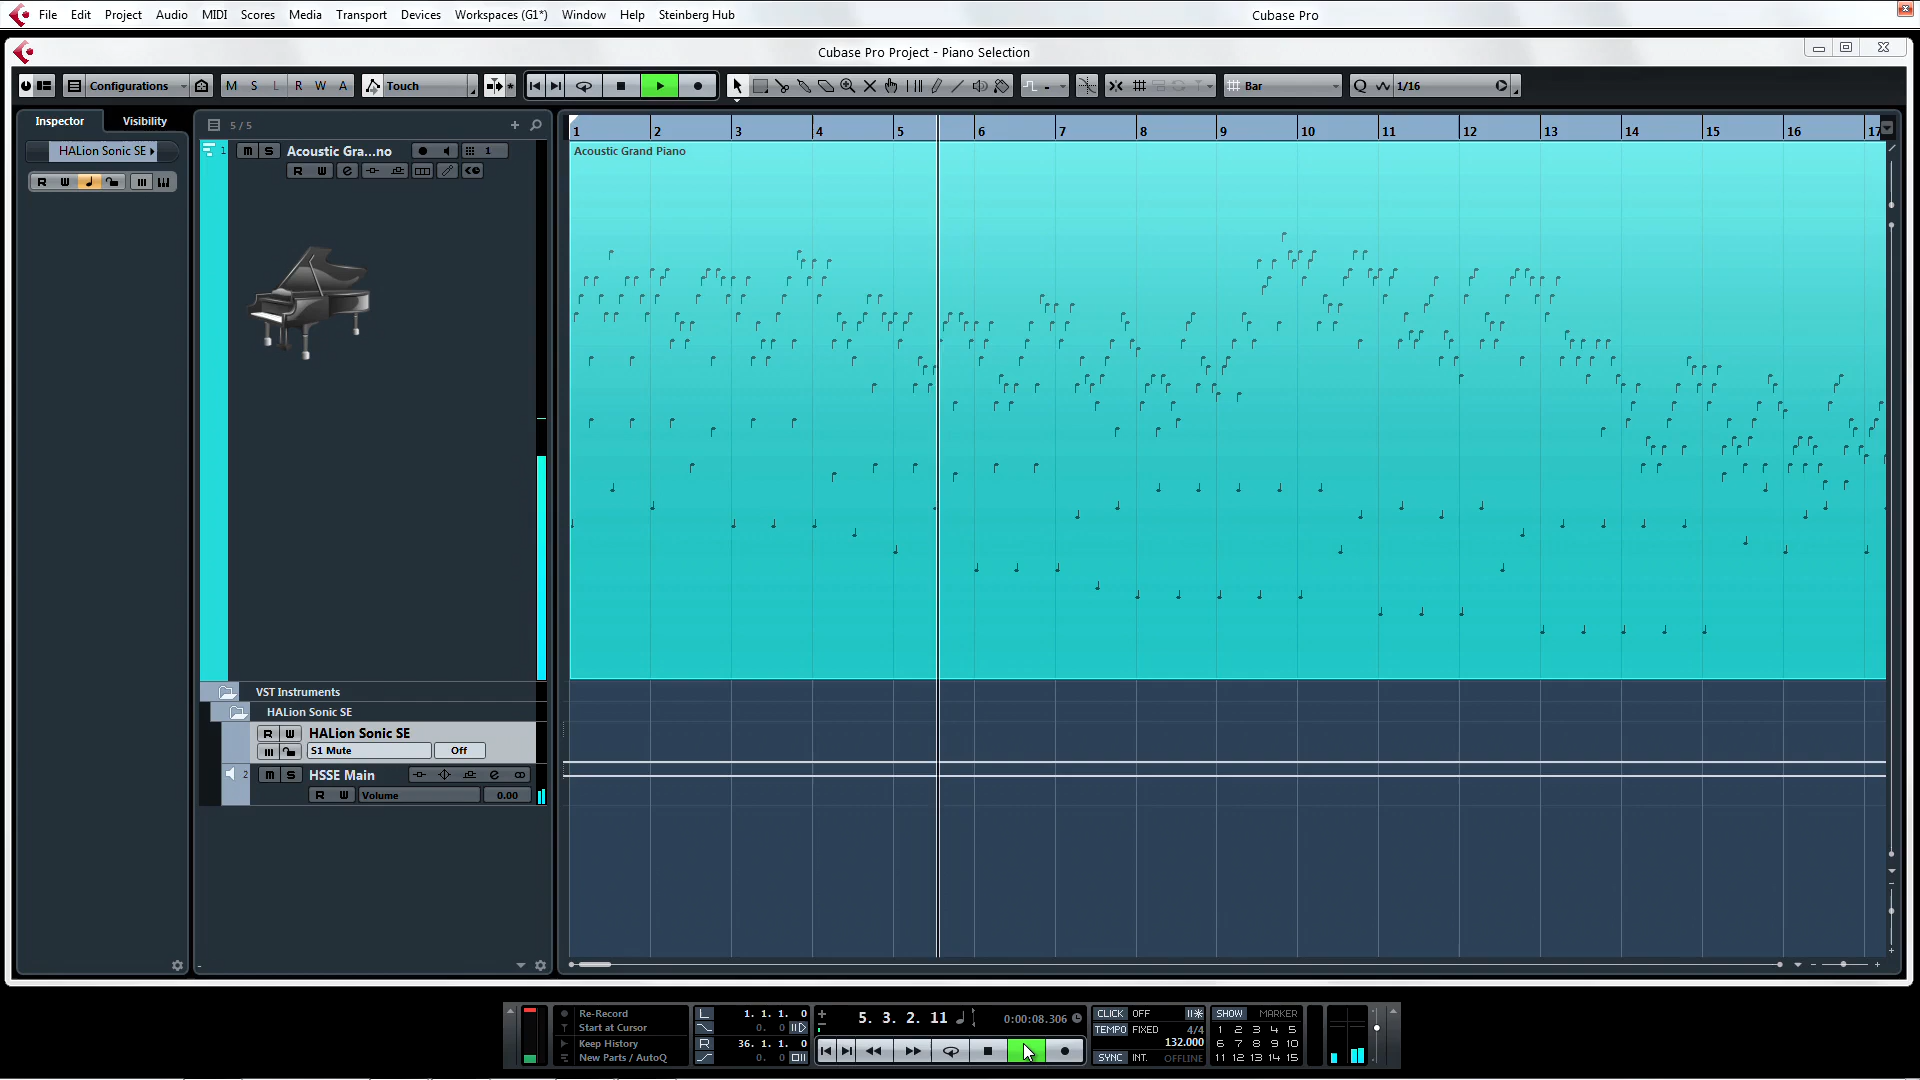 File Edit Project Audio MIDI Scores Media Transport Devices Workspaces (G1*) Window Help Steinberg Hub Cubase Pro
Cubase Pro Project - Piano Selection
Configurations M S L R W A Touch Bar Q 1/16
Inspector Visibility 5 / 5
1 2 3 4 5 6 7 8 9 10 11 12 13 14 15 16 17
HALion Sonic SE
1 m S Acoustic Gra...no 1
Acoustic Grand Piano
R W e
R W
VST Instruments
HALion Sonic SE
R W HALion Sonic SE
S1 Mute Off
2 m S HSSE Main e
R W Volume 0.00
Re-Record
Start at Cursor
Keep History
New Parts / AutoQ
L 1. 1. 1. 0
0. 0
R 36. 1. 1. 0
0. 0
5. 3. 2. 11 0:00:08.306
CLICK OFF
TEMPO FIXED 4/4
132.000
SYNC INT. OFFLINE
SHOW MARKER
1 2 3 4 5
6 7 8 9 10
11 12 13 14 15